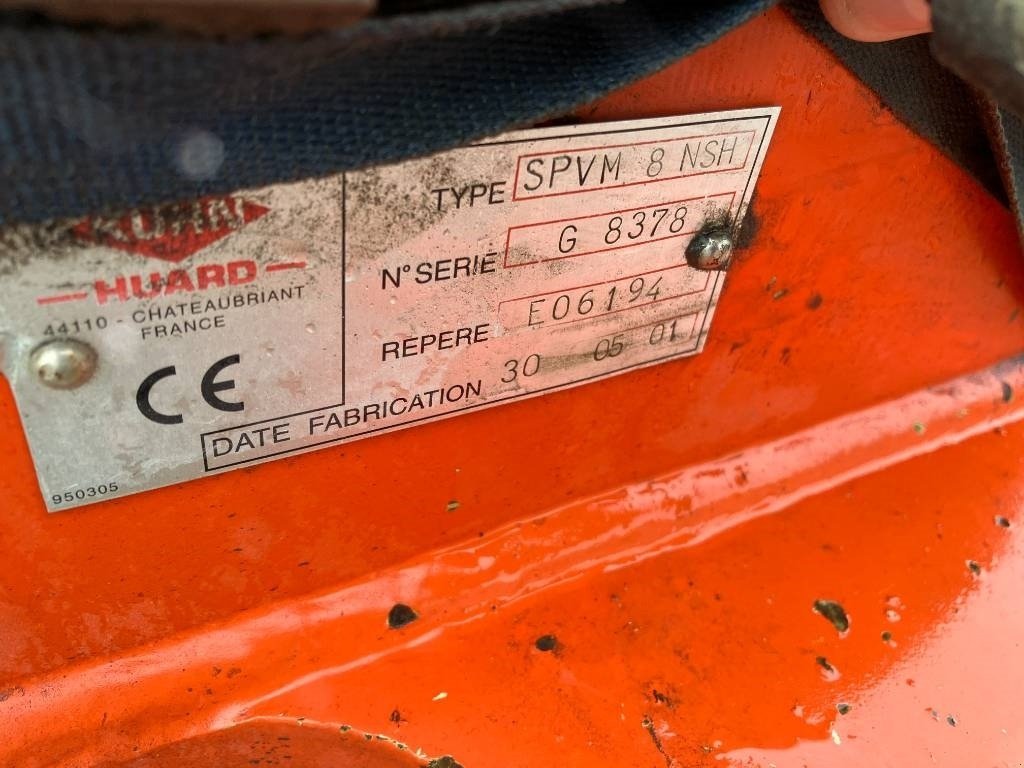 KUHN
HUARD
44110 - CHATEAUBRIANT
FRANCE
CE
TYPE SPVM 8 NSH
N° SERIE G 8378
REPERE E06194
DATE FABRICATION 30 05 01
950305